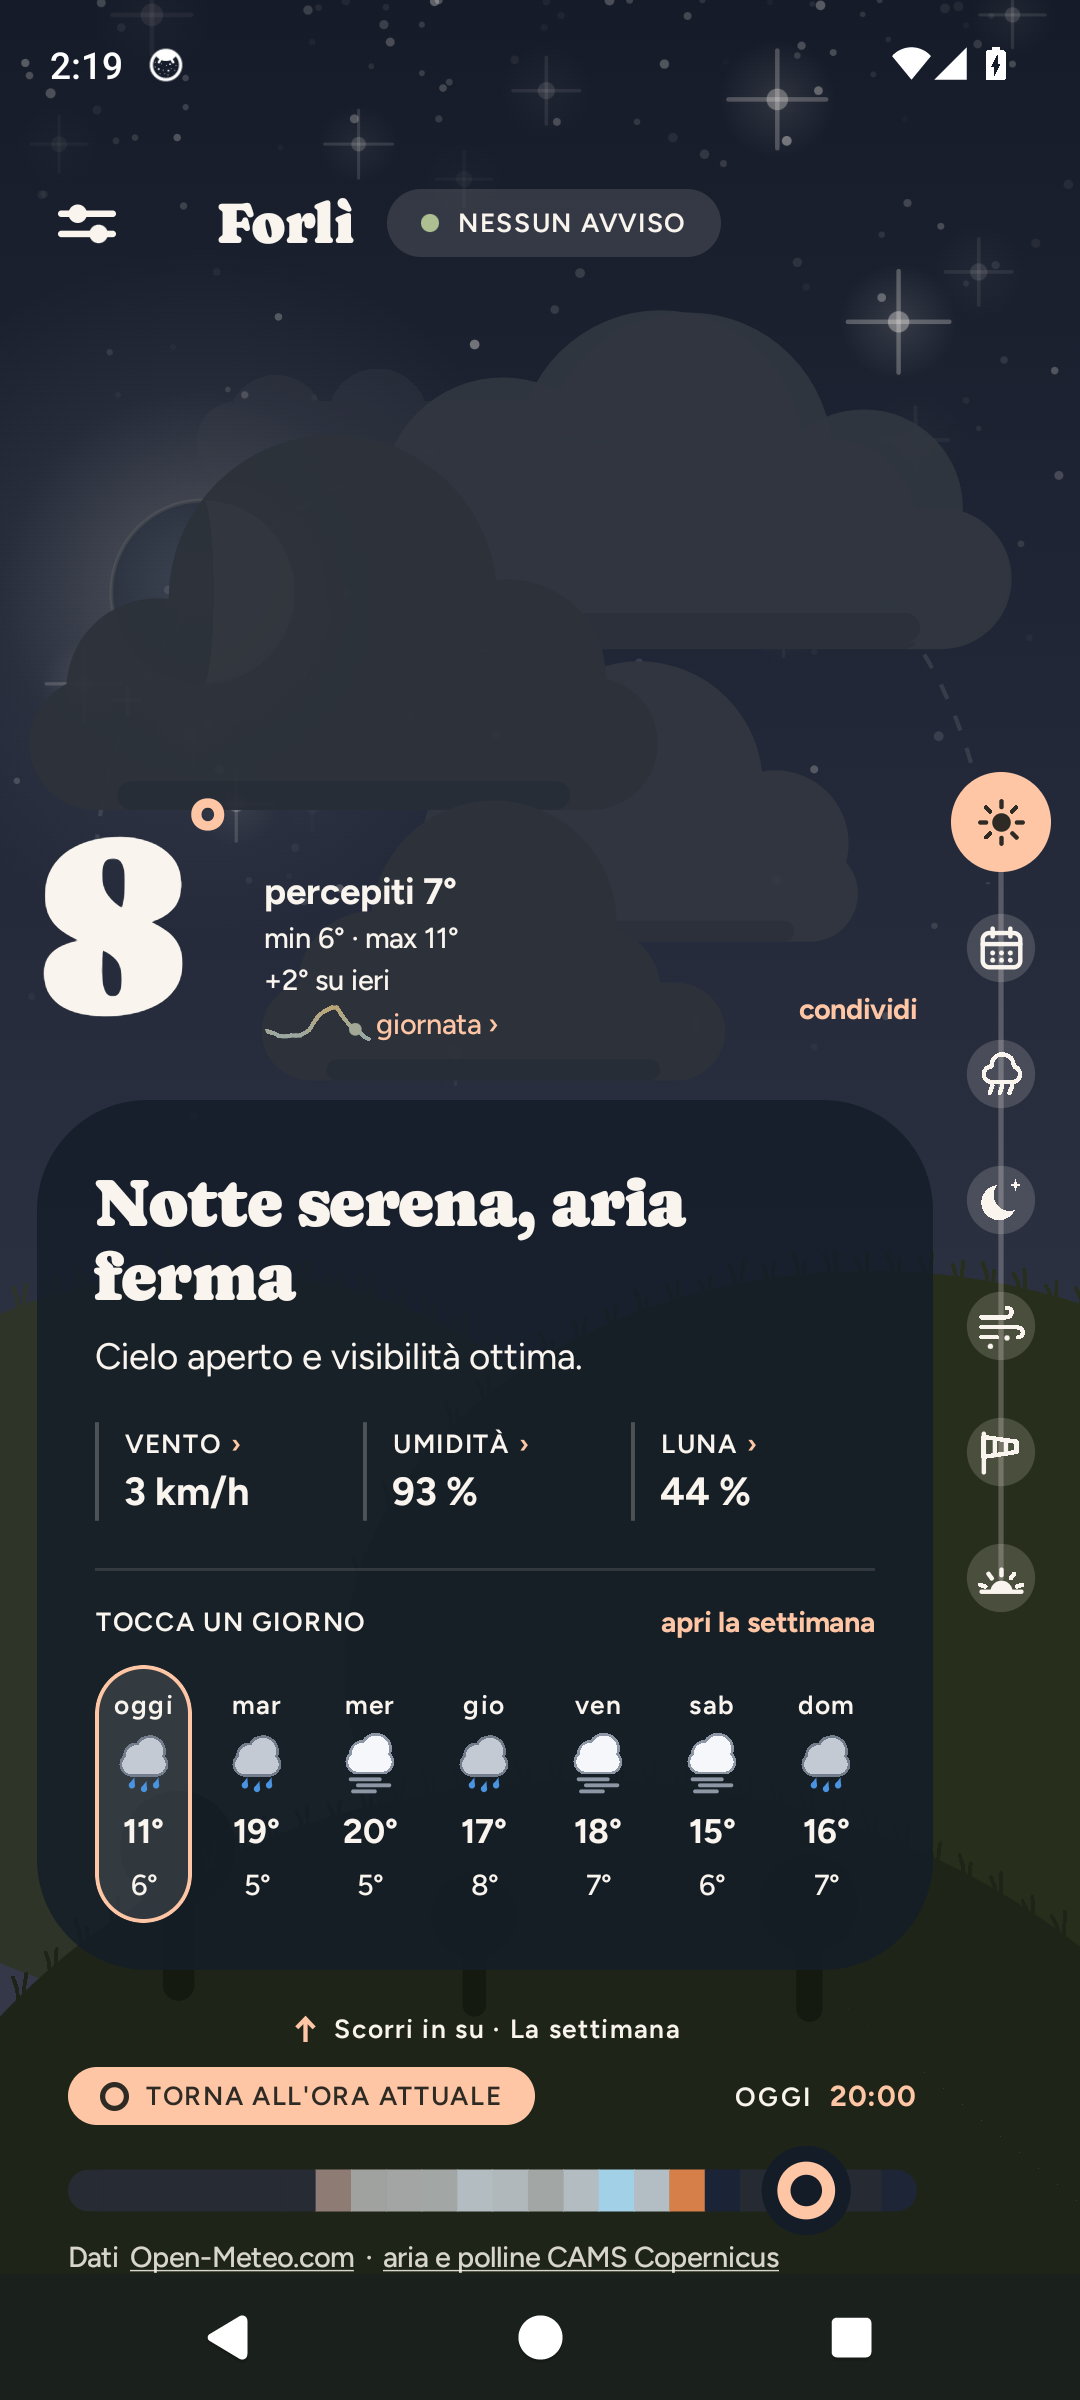 2:19
Forlì
NESSUN AVVISO
8°
percepiti 7°
min 6° · max 11°
+2° su ieri
giornata ›
condividi
Notte serena, aria
ferma
Cielo aperto e visibilità ottima.
VENTO › UMIDITÀ › LUNA ›
3 km/h 93 % 44 %
TOCCA UN GIORNO apri la settimana
oggi mar mer gio ven sab dom
11° 19° 20° 17° 18° 15° 16°
6° 5° 5° 8° 7° 6° 7°
↑ Scorri in su · La settimana
TORNA ALL'ORA ATTUALE OGGI 20:00
Dati Open-Meteo.com · aria e polline CAMS Copernicus